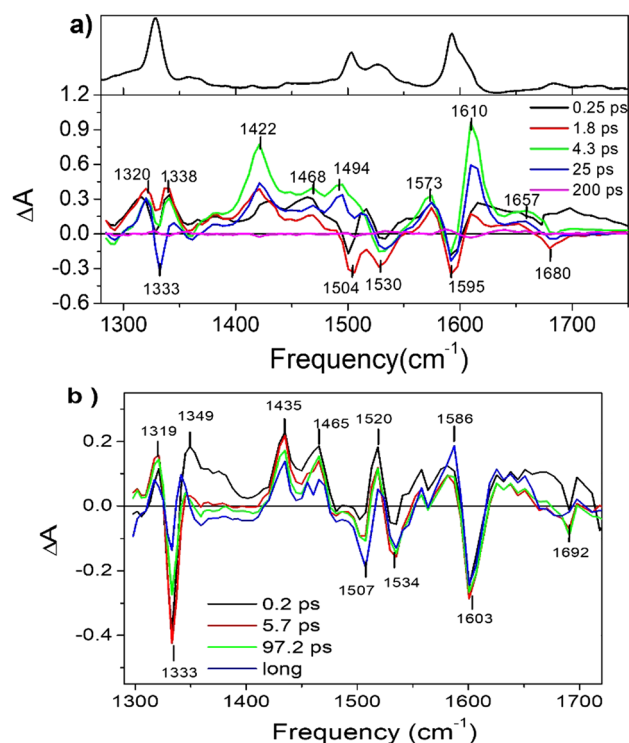 a)
1.2
0.9
0.6
0.3
0.0
-0.3
-0.6
ΔA
1320
1338
1422
1468
1494
1573
1610
1657
1333
1504
1530
1595
1680
0.25 ps
1.8 ps
4.3 ps
25 ps
200 ps
1300 1400 1500 1600 1700
Frequency(cm⁻¹)
b )
0.2
0.0
-0.2
-0.4
ΔA
1319
1349
1435
1465
1520
1586
1333
1507
1534
1603
1692
0.2 ps
5.7 ps
97.2 ps
long
1300 1400 1500 1600 1700
Frequency (cm⁻¹)